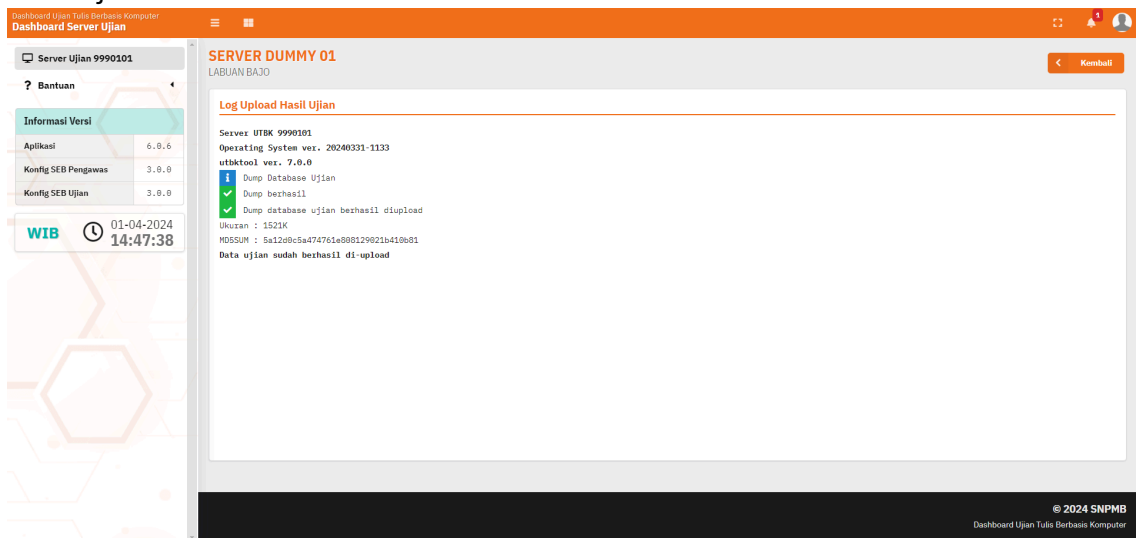 Dashboard Ujian Tulis Berbasis Komputer
Dashboard Server Ujian
1
Server Ujian 9990101
? Bantuan
Informasi Versi
Aplikasi 6.0.6
Konfig SEB Pengawas 3.0.0
Konfig SEB Ujian 3.0.0
WIB
01-04-2024
14:47:38
SERVER DUMMY 01
LABUAN BAJO
Kembali
Log Upload Hasil Ujian
Server UTBK 9990101
Operating System ver. 20240331-1133
utbktool ver. 7.0.0
Dump Database Ujian
Dump berhasil
Dump database ujian berhasil diupload
Ukuran : 1521K
MD5SUM : 5a12d0c5a474761e808129021b410b81
Data ujian sudah berhasil di-upload
© 2024 SNPMB
Dashboard Ujian Tulis Berbasis Komputer